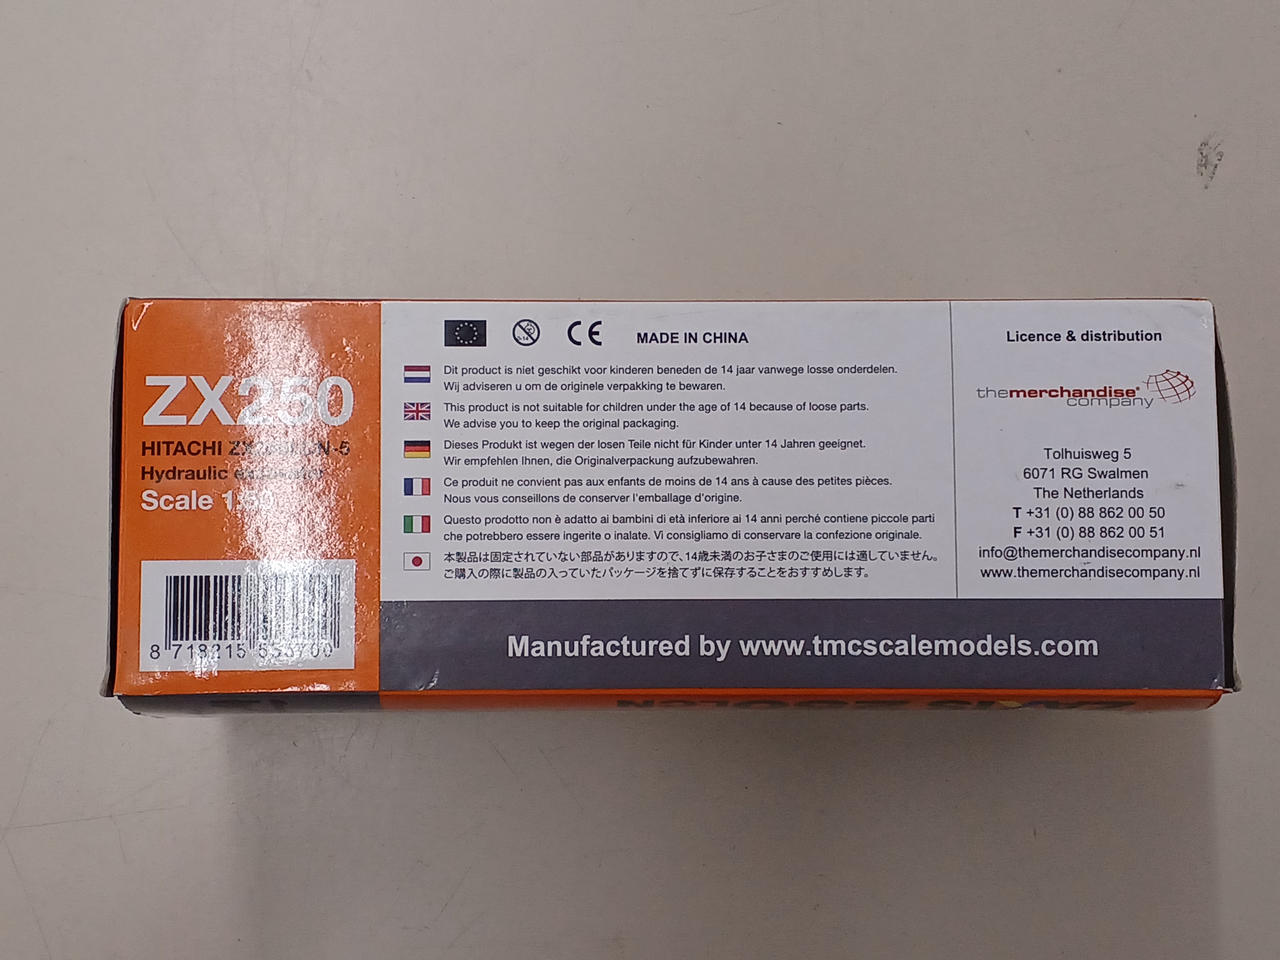 ZX250
HITACHI
Hydraulic
Scale
8 718215
MADE IN CHINA
Dit product is niet geschikt voor kinderen beneden de 14 jaar vanwege losse onderdelen.
Wij adviseren u om de originele verpakking te bewaren.
This product is not suitable for children under the age of 14 because of loose parts.
We advise you to keep the original packaging.
Dieses Produkt ist wegen der losen Teile nicht für Kinder unter 14 Jahren geeignet.
Wir empfehlen Ihnen, die Originalverpackung aufzubewahren.
Ce produit ne convient pas aux enfants de moins de 14 ans à cause des petites pièces.
Nous vous conseillons de conserver l'emballage d'origine.
Questo prodotto non è adatto ai bambini di età inferiore ai 14 anni perché contiene piccole parti
che potrebbero essere ingerite o inalate. Vi consigliamo di conservare la confezione originale.
本製品は固定されていない部品がありますので、14歳未満のお子さまのご使用には適していません。
ご購入の際に製品の入っていたパッケージを捨てずに保存することをおすすめします。
Licence & distribution
themerchandise®
company
Tolhuisweg 5
6071 RG Swalmen
The Netherlands
T +31 (0) 88 862 00 50
F +31 (0) 88 862 00 51
info@themerchandisecompany.nl
www.themerchandisecompany.nl
Manufactured by www.tmcscalemodels.com